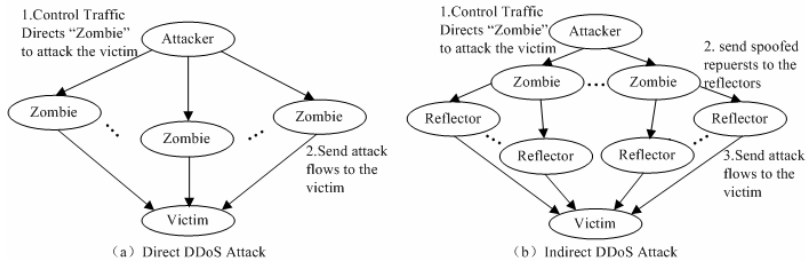 1.Control Traffic
Directs “Zombie”
to attack the victim
Attacker
Zombie
Zombie
Zombie
2.Send attack
flows to the
victim
Victim
(a) Direct DDoS Attack
1.Control Traffic
Directs “Zombie”
to attack the victim
Attacker
2. send spoofed
repuersts to the
reflectors
Zombie
Zombie
Reflector
Reflector
Reflector
Reflector
3.Send attack
flows to the
victim
Victim
(b) Indirect DDoS Attack